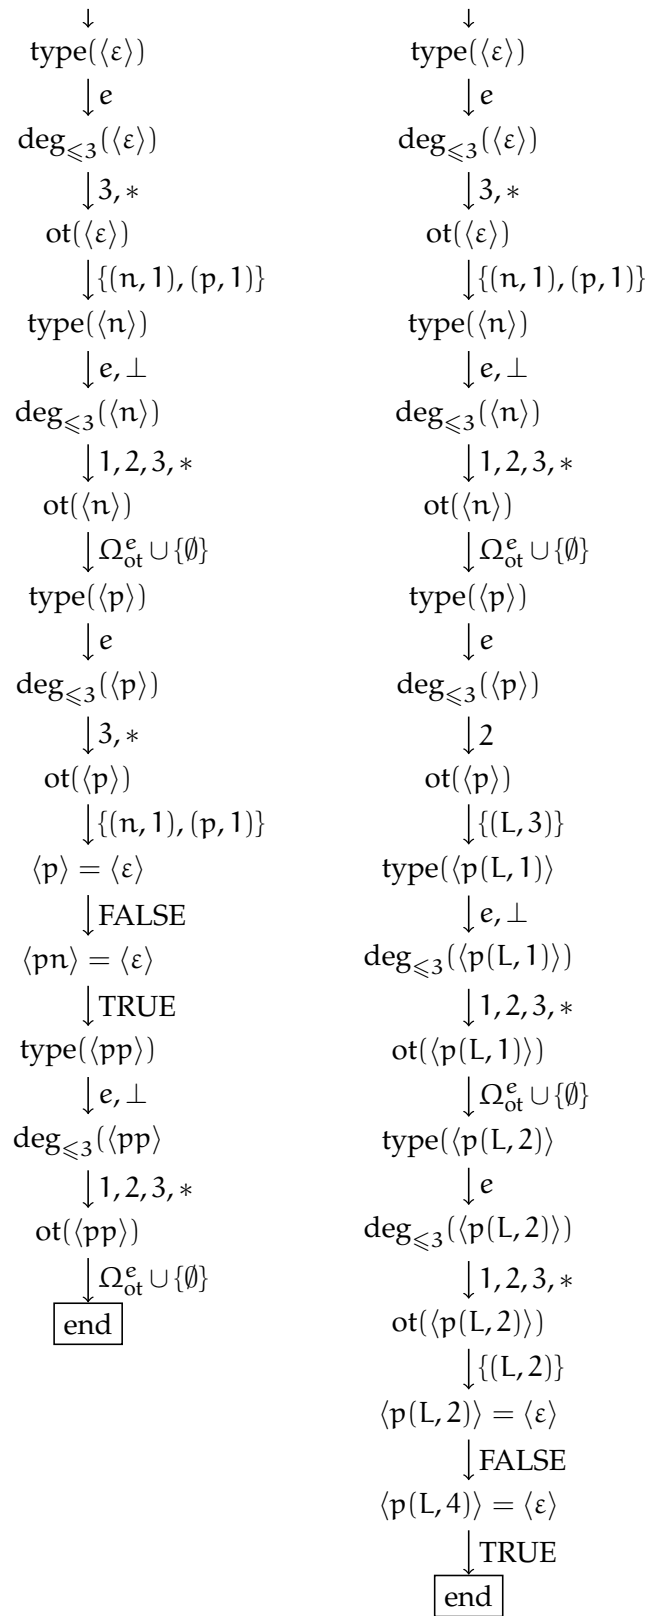 ↓
type(⟨ε⟩)
↓ e
deg⩽3(⟨ε⟩)
↓ 3, ∗
ot(⟨ε⟩)
↓ {(n, 1), (p, 1)}
type(⟨n⟩)
↓ e, ⊥
deg⩽3(⟨n⟩)
↓ 1, 2, 3, ∗
ot(⟨n⟩)
↓ Ω^e_ot ∪ {∅}
type(⟨p⟩)
↓ e
deg⩽3(⟨p⟩)
↓ 3, ∗
ot(⟨p⟩)
↓ {(n, 1), (p, 1)}
⟨p⟩ = ⟨ε⟩
↓ FALSE
⟨pn⟩ = ⟨ε⟩
↓ TRUE
type(⟨pp⟩)
↓ e, ⊥
deg⩽3(⟨pp⟩
↓ 1, 2, 3, ∗
ot(⟨pp⟩)
↓ Ω^e_ot ∪ {∅}
end
↓
type(⟨ε⟩)
↓ e
deg⩽3(⟨ε⟩)
↓ 3, ∗
ot(⟨ε⟩)
↓ {(n, 1), (p, 1)}
type(⟨n⟩)
↓ e, ⊥
deg⩽3(⟨n⟩)
↓ 1, 2, 3, ∗
ot(⟨n⟩)
↓ Ω^e_ot ∪ {∅}
type(⟨p⟩)
↓ e
deg⩽3(⟨p⟩)
↓ 2
ot(⟨p⟩)
↓ {(L, 3)}
type(⟨p(L, 1)⟩
↓ e, ⊥
deg⩽3(⟨p(L, 1)⟩)
↓ 1, 2, 3, ∗
ot(⟨p(L, 1)⟩)
↓ Ω^e_ot ∪ {∅}
type(⟨p(L, 2)⟩
↓ e
deg⩽3(⟨p(L, 2)⟩)
↓ 1, 2, 3, ∗
ot(⟨p(L, 2)⟩)
↓ {(L, 2)}
⟨p(L, 2)⟩ = ⟨ε⟩
↓ FALSE
⟨p(L, 4)⟩ = ⟨ε⟩
↓ TRUE
end